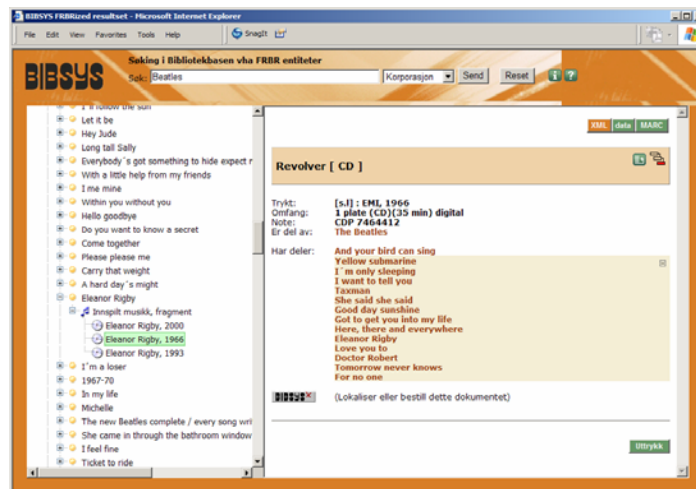 BIBSYS FRBRized resultset - Microsoft Internet Explorer
File Edit View Favorites Tools Help SnagIt
BIBSYS
Søking i Bibliotekbasen vha FRBR entiteter
Søk: Beatles Korporasjon Send Reset
I'll follow the sun
Let it be
Hey Jude
Long tall Sally
Everybody´s got something to hide expect r
With a little help from my friends
I me mine
Within you without you
Hello goodbye
Do you want to know a secret
Come together
Please please me
Carry that weight
A hard day´s might
Eleanor Rigby
Innspilt musikk, fragment
Eleanor Rigby, 2000
Eleanor Rigby, 1966
Eleanor Rigby, 1993
I´m a loser
1967-70
In my life
Michelle
The new Beatles complete / every song wri
She came in through the bathroom window
I feel fine
Ticket to ride
XML data MARC
Revolver [ CD ]
Trykt: [s.l] : EMI, 1966
Omfang: 1 plate (CD)(35 min) digital
Note: CDP 7464412
Er del av: The Beatles
Har deler: And your bird can sing
Yellow submarine
I´m only sleeping
I want to tell you
Taxman
She said she said
Good day sunshine
Got to get you into my life
Here, there and everywhere
Eleanor Rigby
Love you to
Doctor Robert
Tomorrow never knows
For no one
BIBSYS (Lokaliser eller bestill dette dokumentet)
Uttrykk